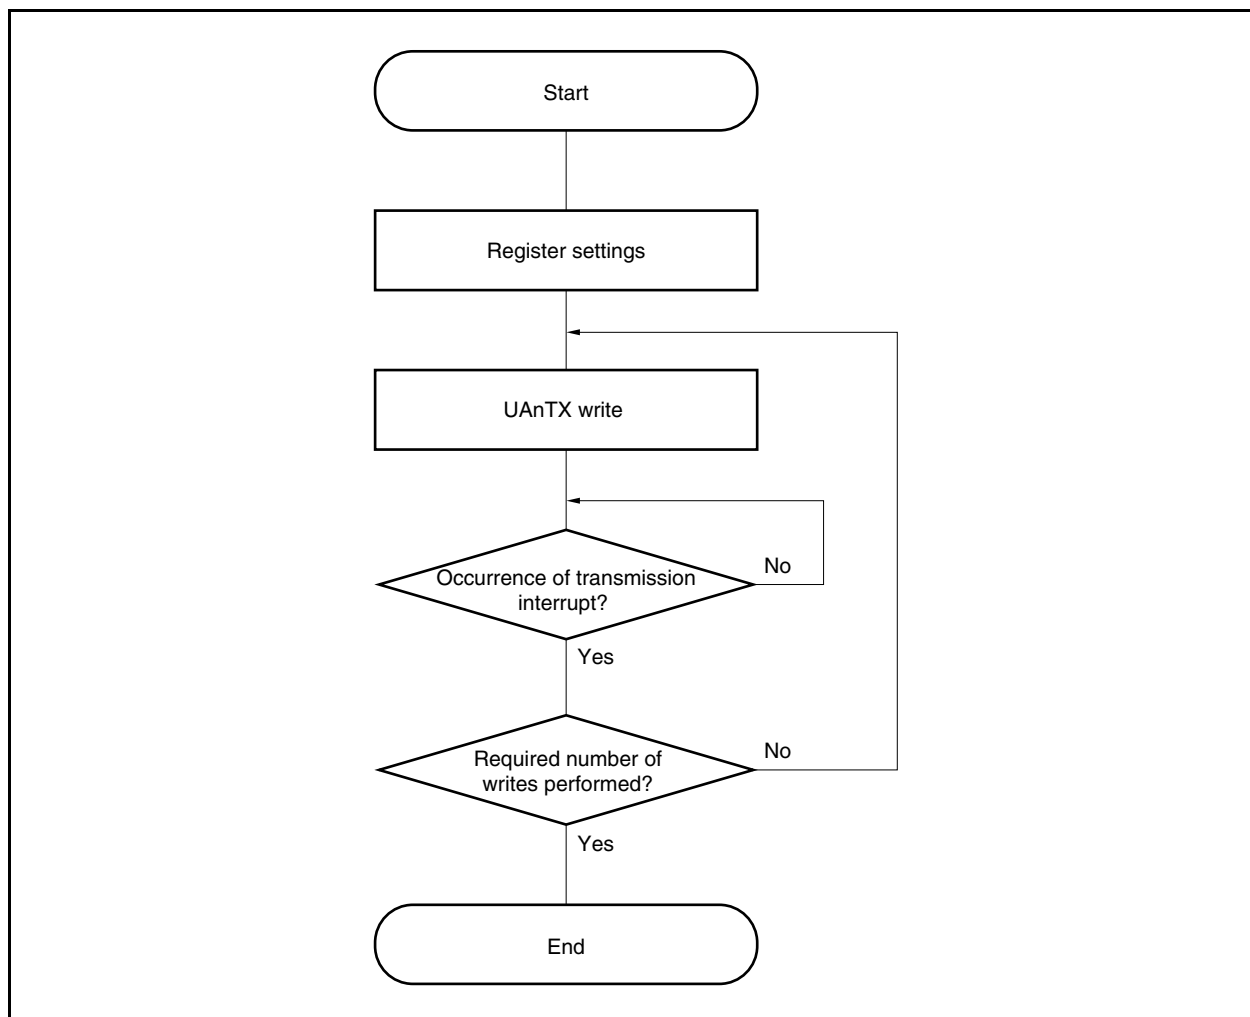 Start
Register settings
UAnTX write
No
Occurrence of transmission
interrupt?
Yes
No
Required number of
writes performed?
Yes
End